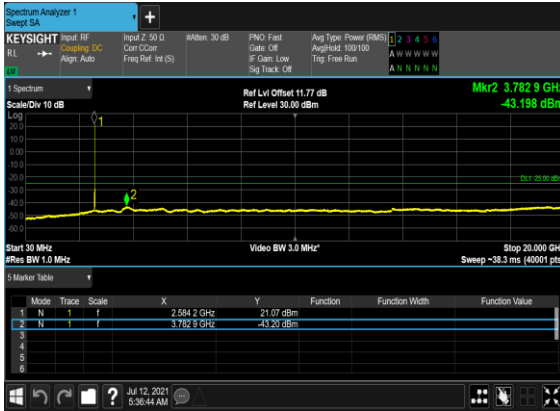 Spectrum Analyzer 1
Swept SA
+
KEYSIGHT Input: RF Input Z: 50 Ω #Atten: 30 dB PNO: Fast Avg Type: Power (RMS) 1 2 3 4 5 6
RL Coupling: DC Corr CCorr Gate: Off Avg|Hold: 100/100 A W W W W W
Align: Auto Freq Ref: Int (S) IF Gain: Low Trig: Free Run
Sig Track: Off A N N N N N
1 Spectrum Ref Lvl Offset 11.77 dB Mkr2 3.782 9 GHz
Scale/Div 10 dB Ref Level 30.00 dBm -43.198 dBm
Log
20.0
10.0
0.00
-10.0
-20.0
-30.0
-40.0
-50.0
-60.0
1
2
DL1 -25.00 dBm
Start 30 MHz Video BW 3.0 MHz* Stop 20.000 GHz
#Res BW 1.0 MHz Sweep ~38.3 ms (40001 pts)
5 Marker Table
Mode Trace Scale X Y Function Function Width Function Value
1 N 1 f 2.584 2 GHz 21.07 dBm
2 N 1 f 3.782 9 GHz -43.20 dBm
3
4
5
6
? Jul 12, 2021
5:36:44 AM